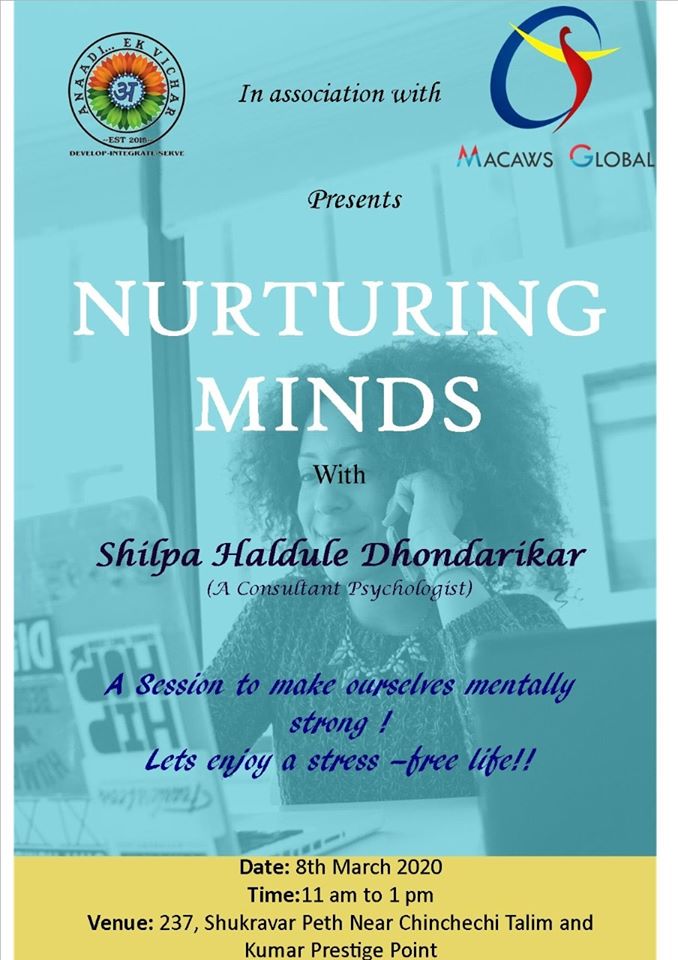 ANAADI... EK VICHAR
अ
~EST 2018~
DEVELOP-INTEGRATE-SERVE
In association with
MACAWS GLOBAL
Presents
NURTURING
MINDS
With
Shilpa Haldule Dhondarikar
(A Consultant Psychologist)
A Session to make ourselves mentally
strong !
Lets enjoy a stress –free life!!
Date: 8th March 2020
Time:11 am to 1 pm
Venue: 237, Shukravar Peth Near Chinchechi Talim and
Kumar Prestige Point